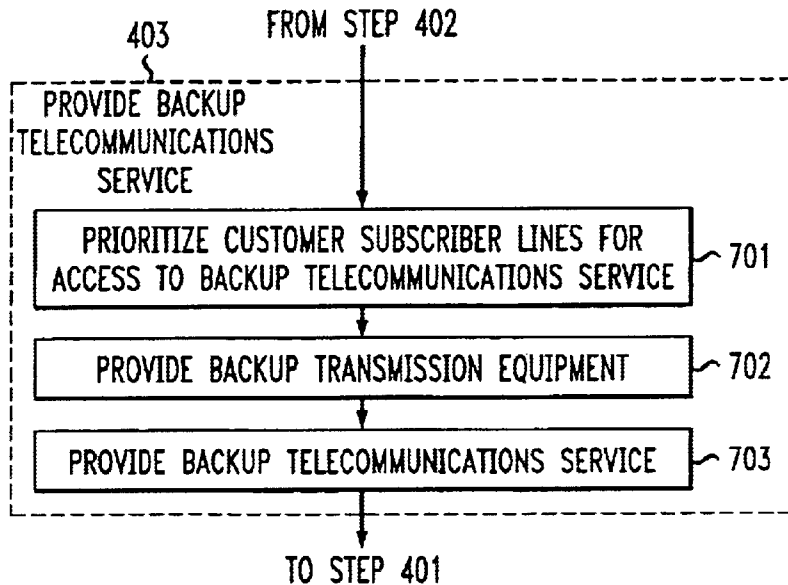 403
FROM STEP 402
PROVIDE BACKUP
TELECOMMUNICATIONS
SERVICE
PRIORITIZE CUSTOMER SUBSCRIBER LINES FOR
ACCESS TO BACKUP TELECOMMUNICATIONS SERVICE
701
PROVIDE BACKUP TRANSMISSION EQUIPMENT
702
PROVIDE BACKUP TELECOMMUNICATIONS SERVICE
703
TO STEP 401